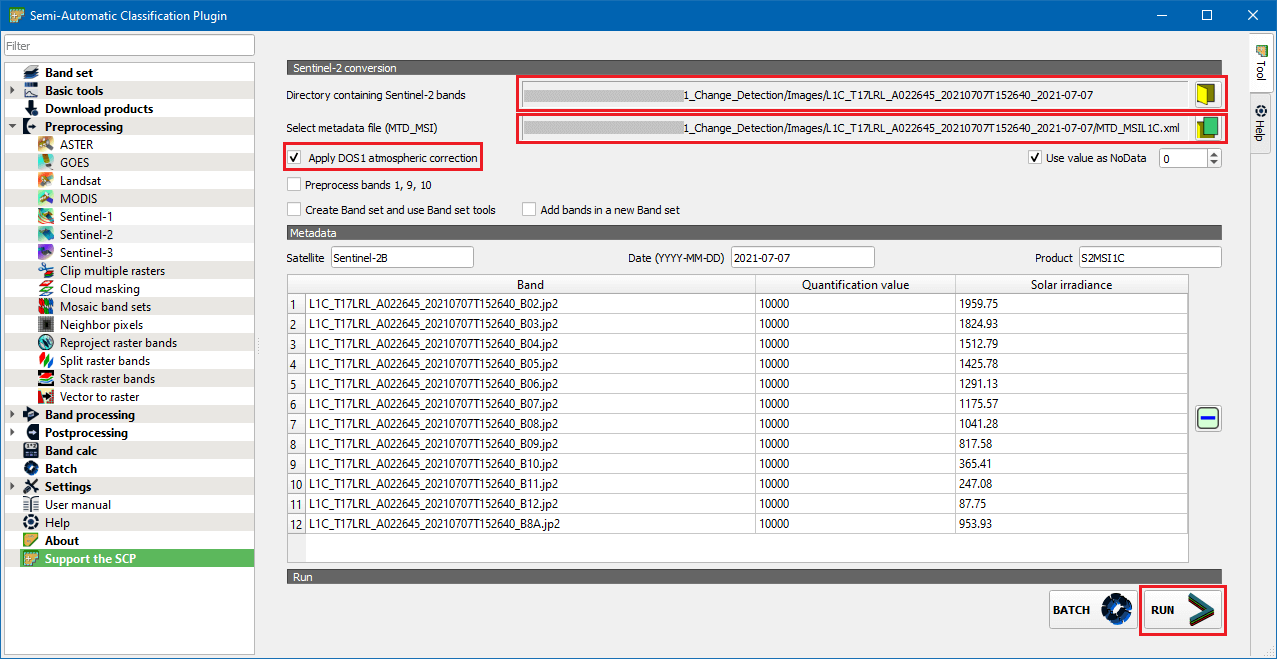 Semi-Automatic Classification Plugin
Filter
Band set
Basic tools
Download products
Preprocessing
ASTER
GOES
Landsat
MODIS
Sentinel-1
Sentinel-2
Sentinel-3
Clip multiple rasters
Cloud masking
Mosaic band sets
Neighbor pixels
Reproject raster bands
Split raster bands
Stack raster bands
Vector to raster
Band processing
Postprocessing
Band calc
Batch
Settings
User manual
Help
About
Support the SCP
Sentinel-2 conversion
Directory containing Sentinel-2 bands 1_Change_Detection/Images/L1C_T17LRL_A022645_20210707T152640_2021-07-07
Select metadata file (MTD_MSI) 1_Change_Detection/Images/L1C_T17LRL_A022645_20210707T152640_2021-07-07/MTD_MSIL1C.xml
Apply DOS1 atmospheric correction Use value as NoData 0
Preprocess bands 1, 9, 10
Create Band set and use Band set tools Add bands in a new Band set
Metadata
Satellite Sentinel-2B Date (YYYY-MM-DD) 2021-07-07 Product S2MSI1C
Band Quantification value Solar irradiance
1 L1C_T17LRL_A022645_20210707T152640_B02.jp2 10000 1959.75
2 L1C_T17LRL_A022645_20210707T152640_B03.jp2 10000 1824.93
3 L1C_T17LRL_A022645_20210707T152640_B04.jp2 10000 1512.79
4 L1C_T17LRL_A022645_20210707T152640_B05.jp2 10000 1425.78
5 L1C_T17LRL_A022645_20210707T152640_B06.jp2 10000 1291.13
6 L1C_T17LRL_A022645_20210707T152640_B07.jp2 10000 1175.57
7 L1C_T17LRL_A022645_20210707T152640_B08.jp2 10000 1041.28
8 L1C_T17LRL_A022645_20210707T152640_B09.jp2 10000 817.58
9 L1C_T17LRL_A022645_20210707T152640_B10.jp2 10000 365.41
10 L1C_T17LRL_A022645_20210707T152640_B11.jp2 10000 247.08
11 L1C_T17LRL_A022645_20210707T152640_B12.jp2 10000 87.75
12 L1C_T17LRL_A022645_20210707T152640_B8A.jp2 10000 953.93
Run
BATCH RUN
Tool
Help